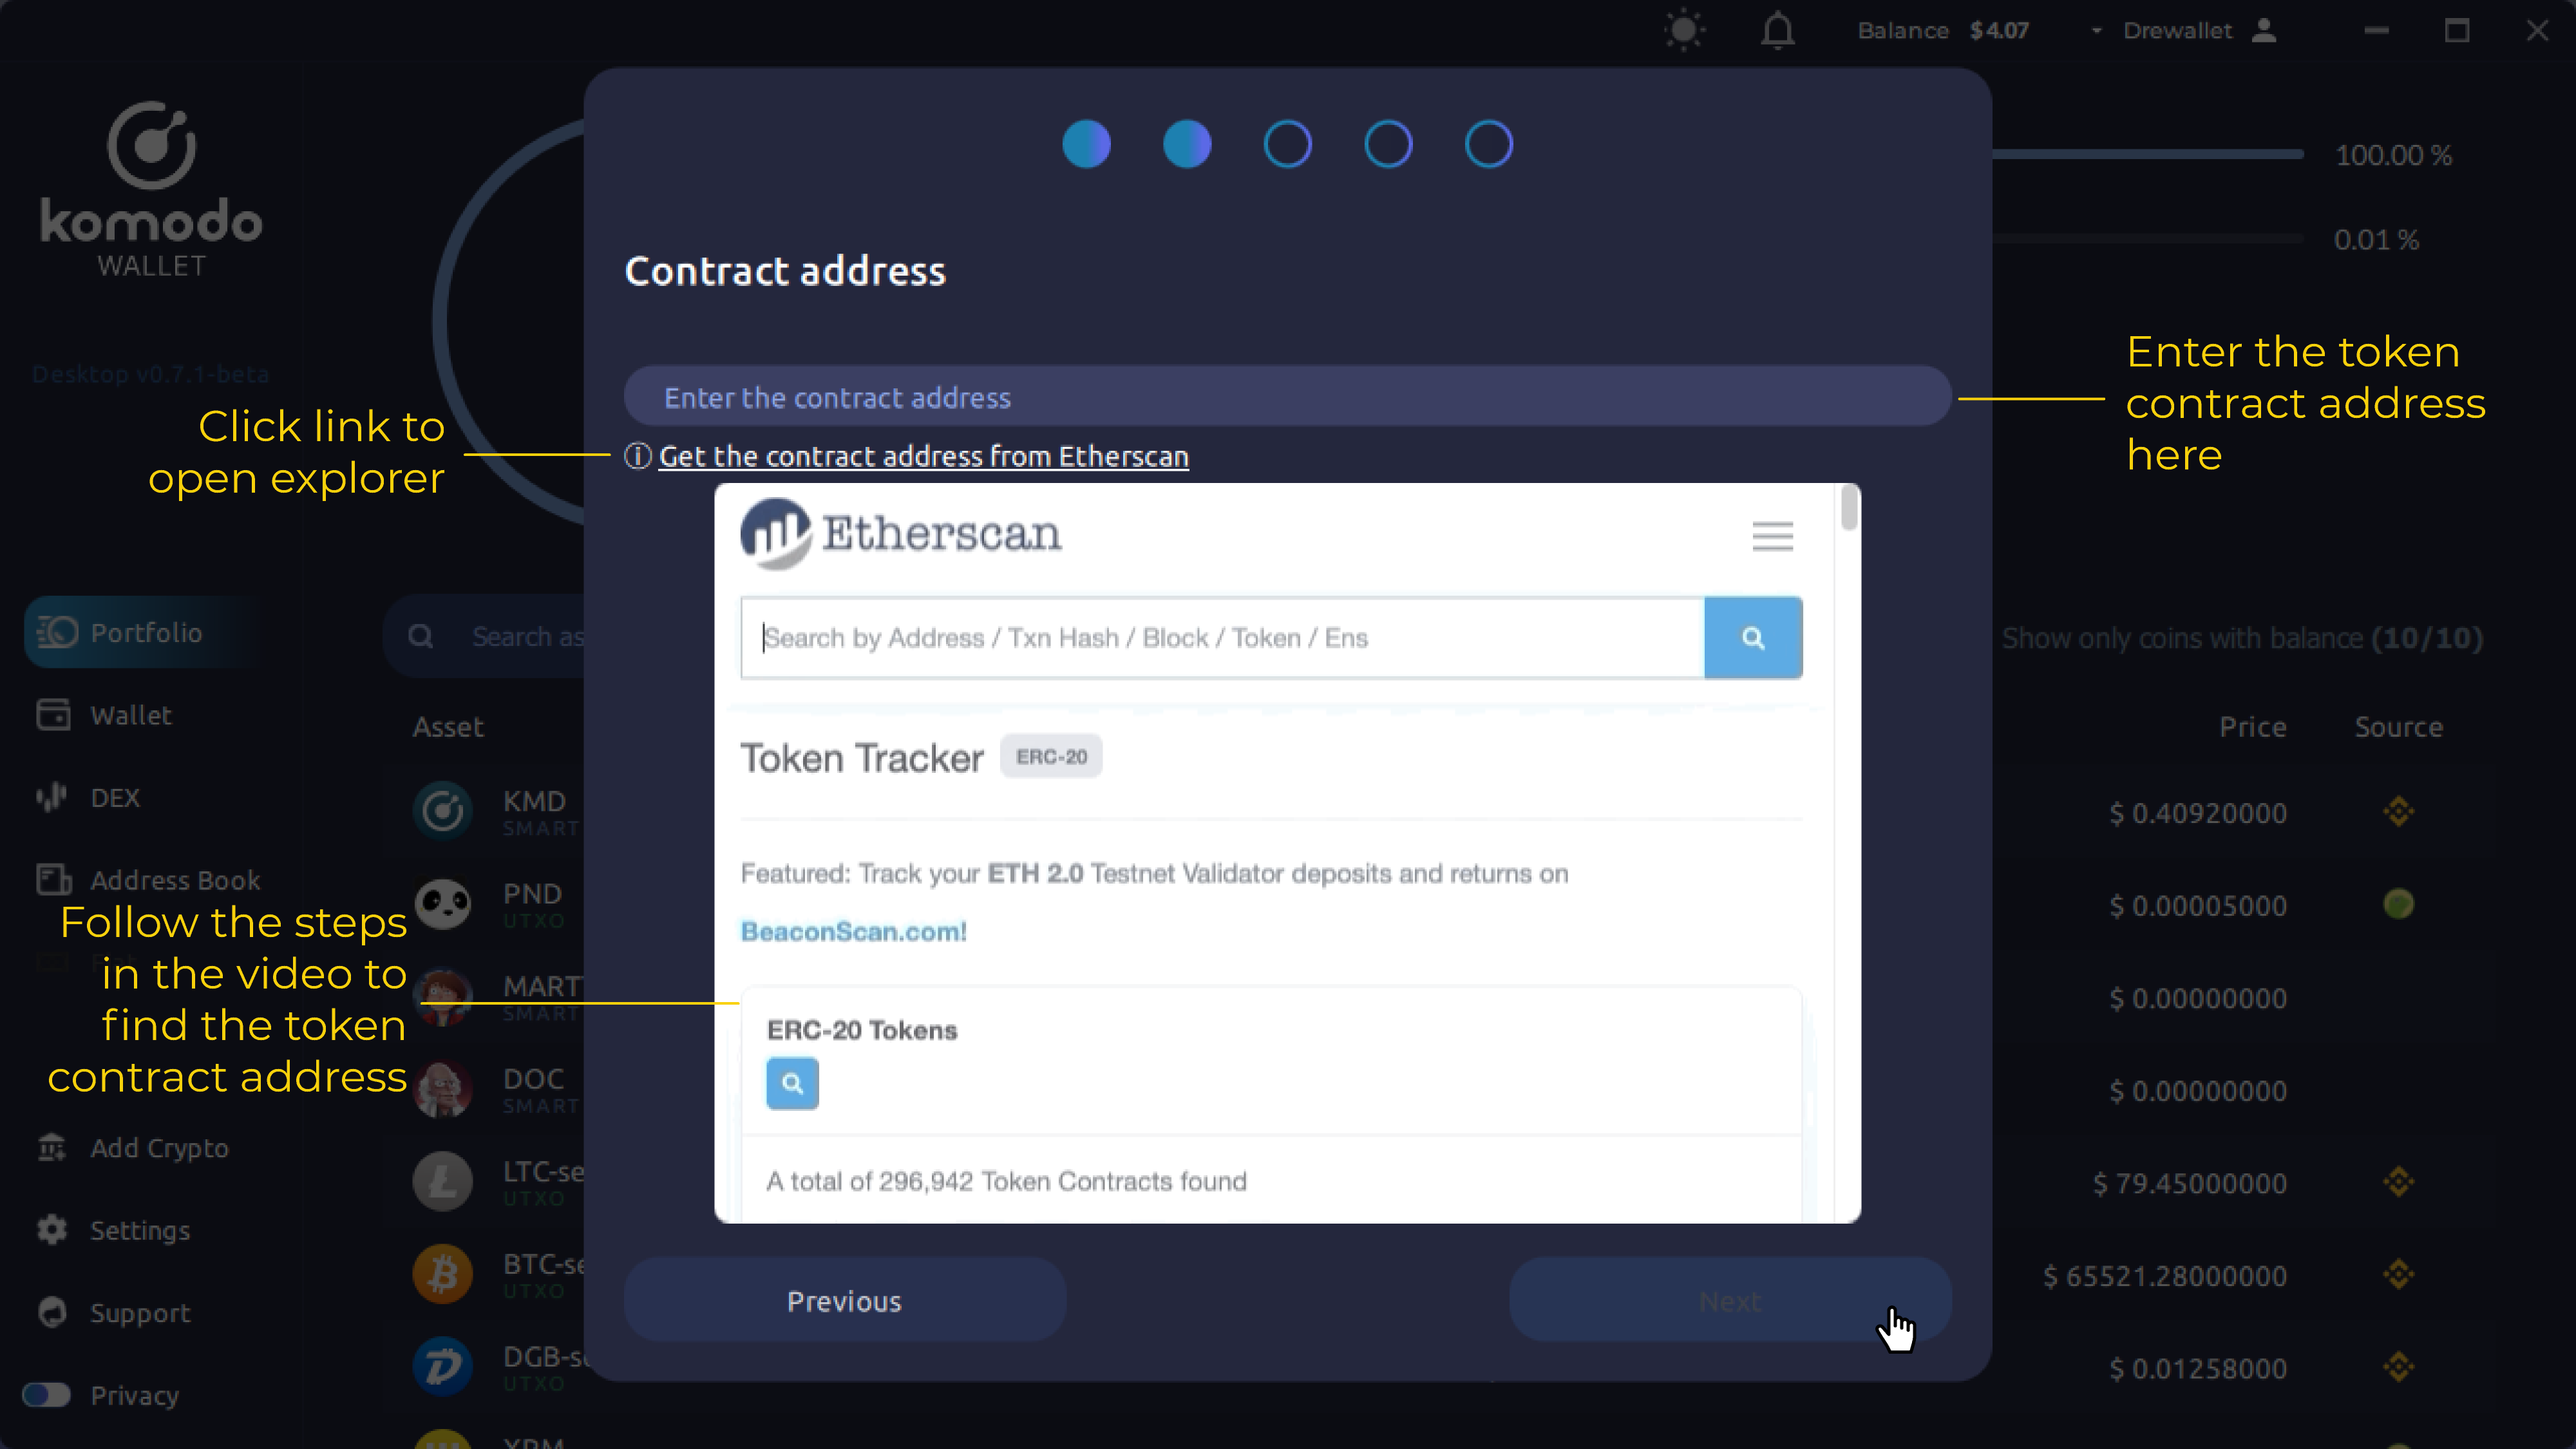 Balance $4.07 Drewallet
komodo
WALLET
Desktop v0.7.1-beta
100.00 %
0.01 %
Contract address
Enter the contract address
Get the contract address from Etherscan
Click link to
open explorer
Enter the token
contract address
here
Etherscan
Search by Address / Txn Hash / Block / Token / Ens
Token Tracker ERC-20
Featured: Track your ETH 2.0 Testnet Validator deposits and returns on
BeaconScan.com!
ERC-20 Tokens
A total of 296,942 Token Contracts found
Previous
Next
Follow the steps
in the video to
find the token
contract address
Portfolio
Wallet
DEX
Address Book
Add Crypto
Settings
Support
Privacy
Search as
Show only coins with balance (10/10)
Asset Price Source
KMD $ 0.40920000
SMART
PND $ 0.00005000
UTXO
MART $ 0.00000000
SMART
DOC $ 0.00000000
SMART
LTC-se $ 79.45000000
UTXO
BTC-se $ 65521.28000000
UTXO
DGB-s $ 0.01258000
UTXO